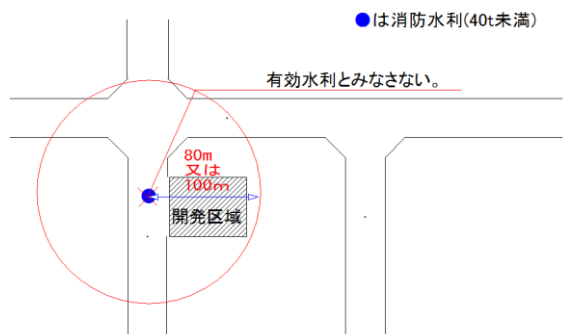 ●は消防水利(40t未満)
有効水利とみなさない。
80m
又は
100m
開発区域